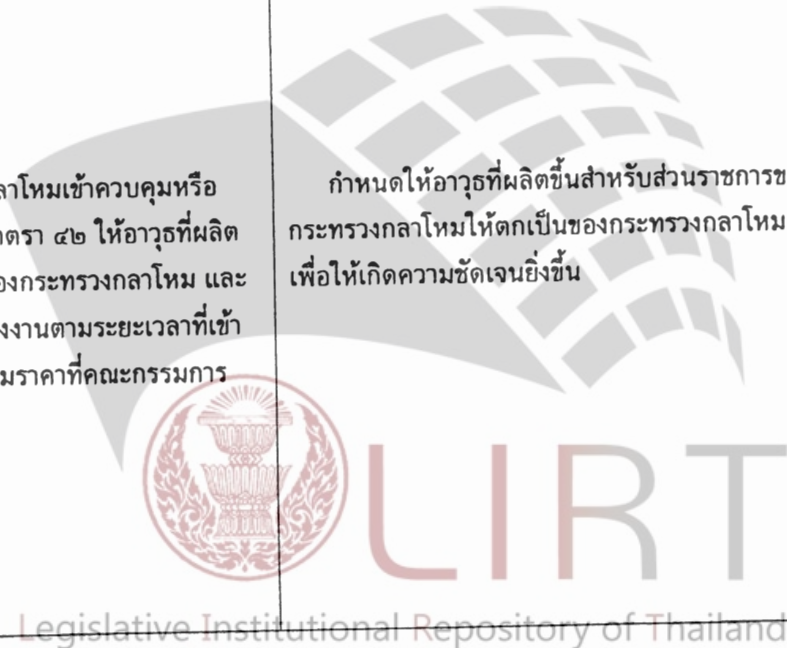 ลาโหมเข้าควบคุมหรือ
าตรา ๔๒ ให้อาวุธที่ผลิต
องกระทรวงกลาโหม และ
งงานตามระยะเวลาที่เข้า
มราคาที่คณะกรรมการ
กำหนดให้อาวุธที่ผลิตขึ้นสำหรับส่วนราชการข
กระทรวงกลาโหมให้ตกเป็นของกระทรวงกลาโหม
เพื่อให้เกิดความชัดเจนยิ่งขึ้น
LIRT
Legislative Institutional Repository of Thailand